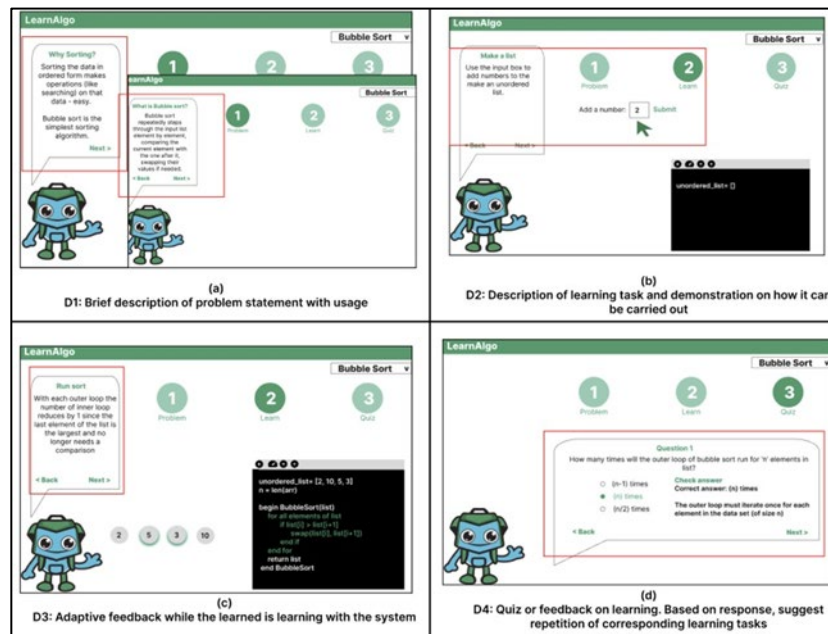 LearnAlgo
Bubble Sort v
Why Sorting?
Sorting the data in
ordered form makes
operations (like
searching) on that
data - easy.
Bubble sort is the
simplest sorting
algorithm.
Next >
1
2
3
LearnAlgo
Bubble Sort
What is Bubble sort?
Bubble sort
repeatedly steps
through the input list
element by element,
comparing the
current element with
the one after it,
swapping their
values if needed.
< Back Next >
1
Problem
2
Learn
3
Quiz
(a)
D1: Brief description of problem statement with usage
LearnAlgo
Bubble Sort v
Make a list
Use the input box to
add numbers to the
make an unordered
list.
< Back Next >
1
Problem
2
Learn
3
Quiz
Add a number: 2 Submit
unordered_list= []
(b)
D2: Description of learning task and demonstration on how it can
be carried out
LearnAlgo
Bubble Sort v
Run sort
With each outer loop the
number of inner loop
reduces by 1 since the
last element of the list is
the largest and no
longer needs a
comparison
< Back Next >
1
Problem
2
Learn
3
Quiz
2 5 3 10
unordered_list= [2, 10, 5, 3]
n = len(arr)
begin BubbleSort(list)
for all elements of list
if list[i] > list[i+1]
swap(list[i], list[i+1])
end if
end for
return list
end BubbleSort
(c)
D3: Adaptive feedback while the learned is learning with the system
LearnAlgo
Bubble Sort v
1
Problem
2
Learn
3
Quiz
Question 1
How many times will the outer loop of bubble sort run for 'n' elements in
list?
(n-1) times
(n) times
(n/2) times
Check answer
Correct answer: (n) times
The outer loop must iterate once for each
element in the data set (of size n)
< Back Next >
(d)
D4: Quiz or feedback on learning. Based on response, suggest
repetition of corresponding learning tasks